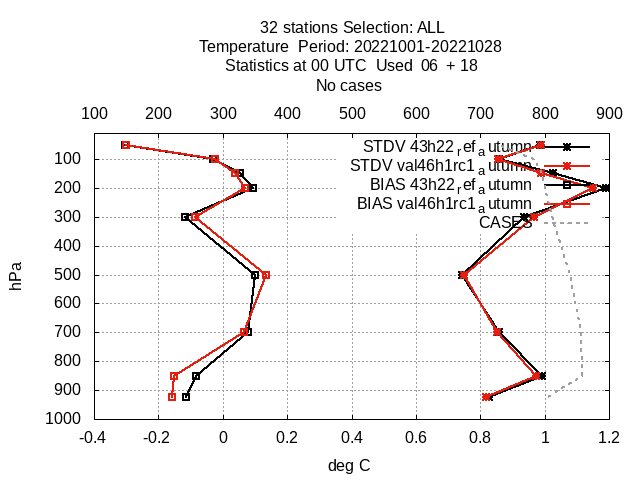 32 stations Selection: ALL
Temperature Period: 20221001-20221028
Statistics at 00 UTC Used 06 + 18
No cases
100 200 300 400 500 600 700 800 900
STDV 43h22_ref_autumn
STDV val46h1rc1_autumn
BIAS 43h22_ref_autumn
BIAS val46h1rc1_autumn
CASES
hPa
100
200
300
400
500
600
700
800
900
1000
-0.4 -0.2 0 0.2 0.4 0.6 0.8 1 1.2
deg C